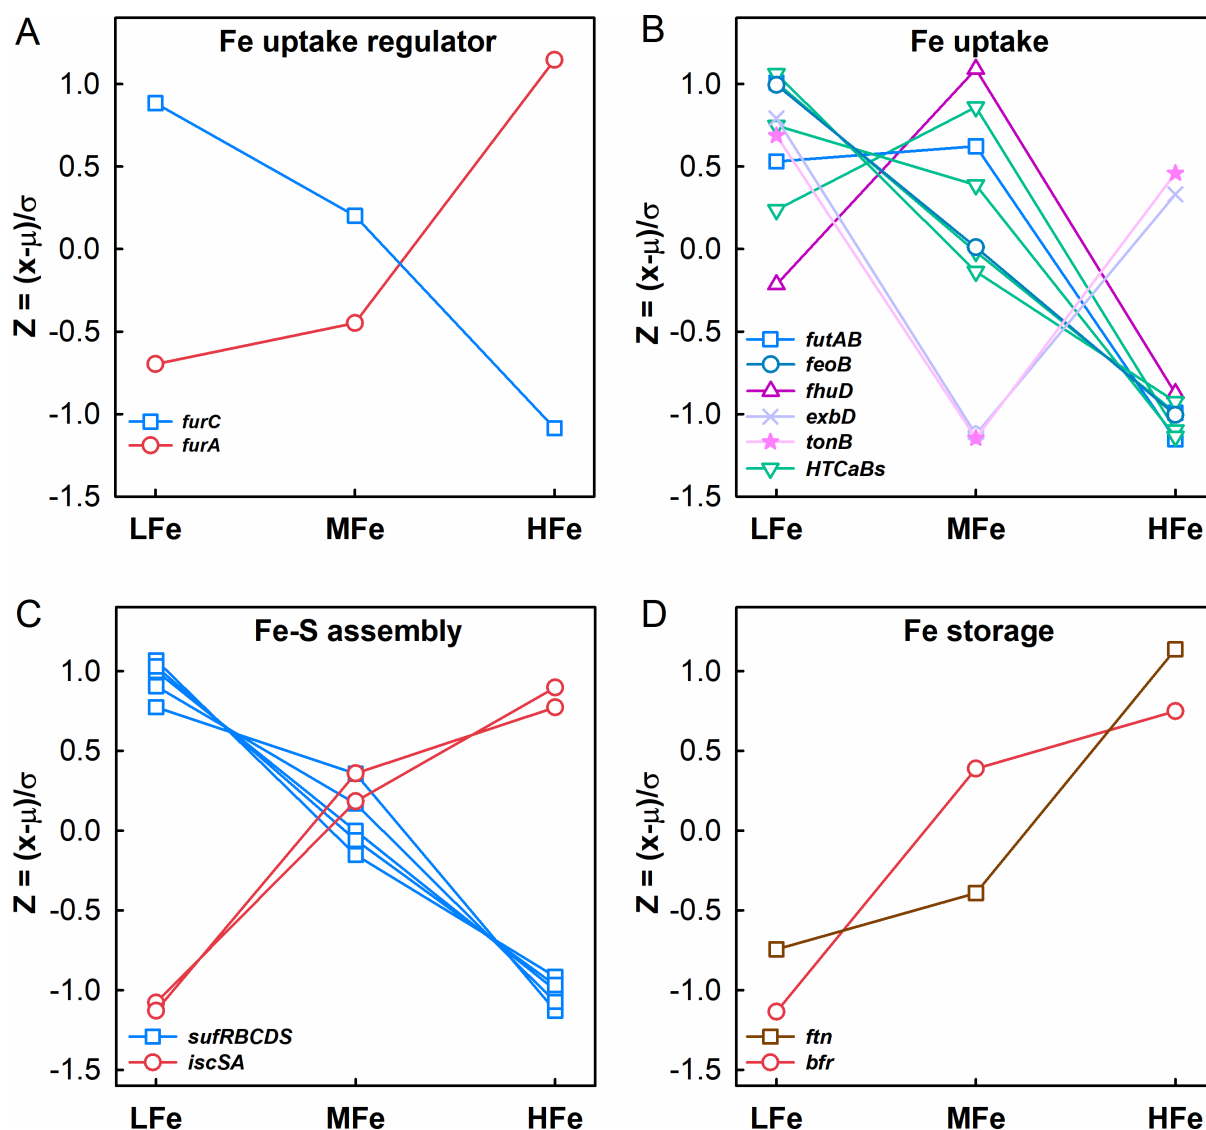 A
Fe uptake regulator
Z = (x-μ)/σ
1.0
0.5
0.0
-0.5
-1.0
-1.5
furC
furA
LFe MFe HFe
B
Fe uptake
Z = (x-μ)/σ
1.0
0.5
0.0
-0.5
-1.0
-1.5
futAB
feoB
fhuD
exbD
tonB
HTCaBs
LFe MFe HFe
C
Fe-S assembly
Z = (x-μ)/σ
1.0
0.5
0.0
-0.5
-1.0
-1.5
sufRBCDS
iscSA
LFe MFe HFe
D
Fe storage
Z = (x-μ)/σ
1.0
0.5
0.0
-0.5
-1.0
-1.5
ftn
bfr
LFe MFe HFe